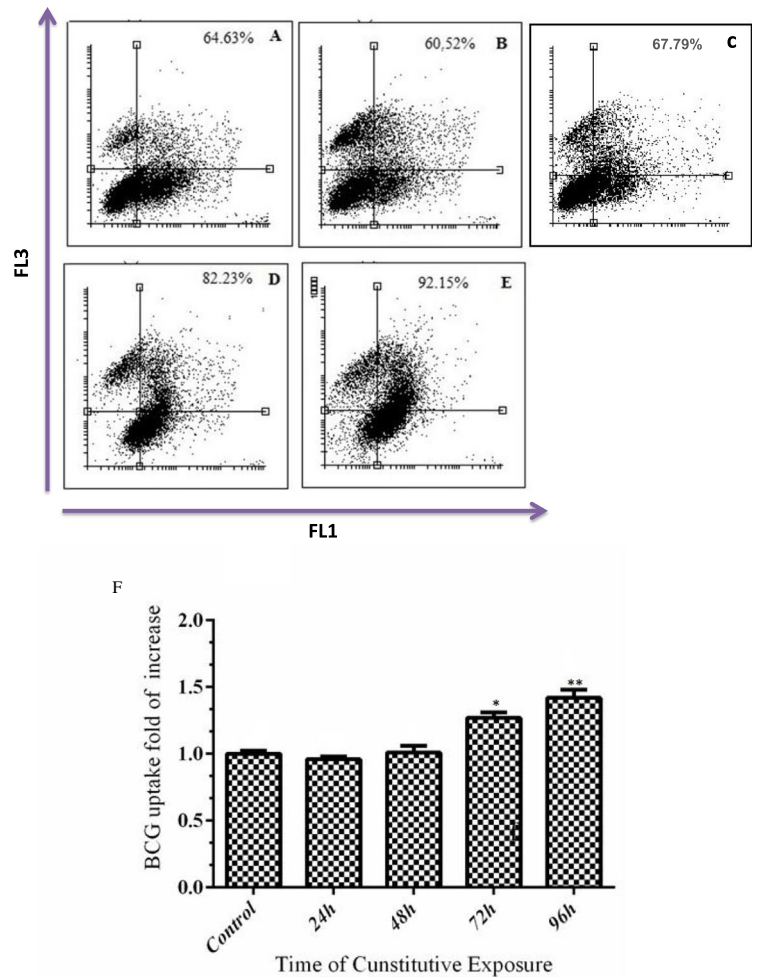 64.63% A
60,52% B
67.79% C
FL3
82.23% D
92.15% E
FL1
F
BCG uptake fold of increase
2.0
1.5
1.0
0.5
0.0
*
**
Control
24h
48h
72h
96h
Time of Cunstitutive Exposure